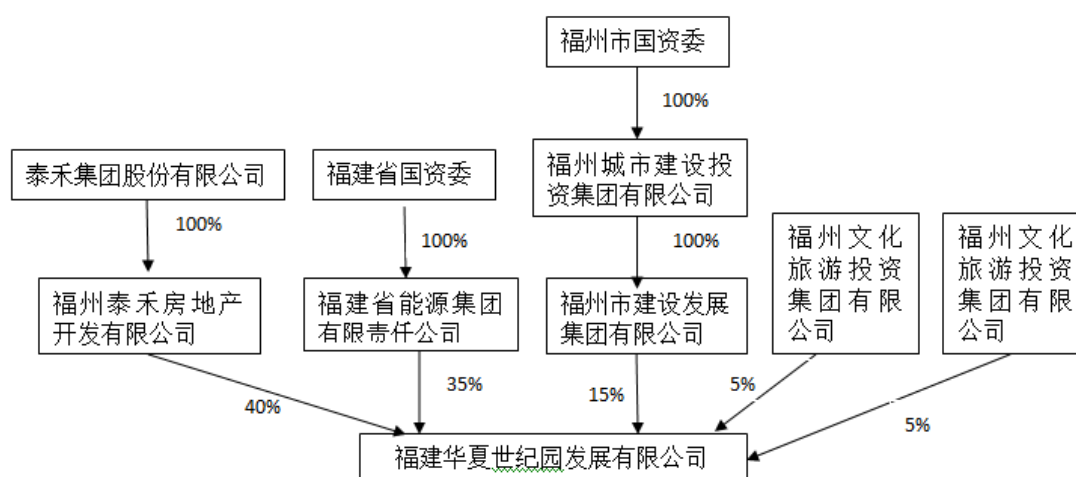 福州市国资委
100%
泰禾集团股份有限公司
福建省国资委
福州城市建设投
资集团有限公司
100%
100%
100%
福州文化
旅游投资
集团有限
公司
福州文化
旅游投资
集团有限
公司
福州泰禾房地产
开发有限公司
福建省能源集团
有限责任公司
福州市建设发展
集团有限公司
40%
35%
15%
5%
5%
福建华夏世纪园发展有限公司